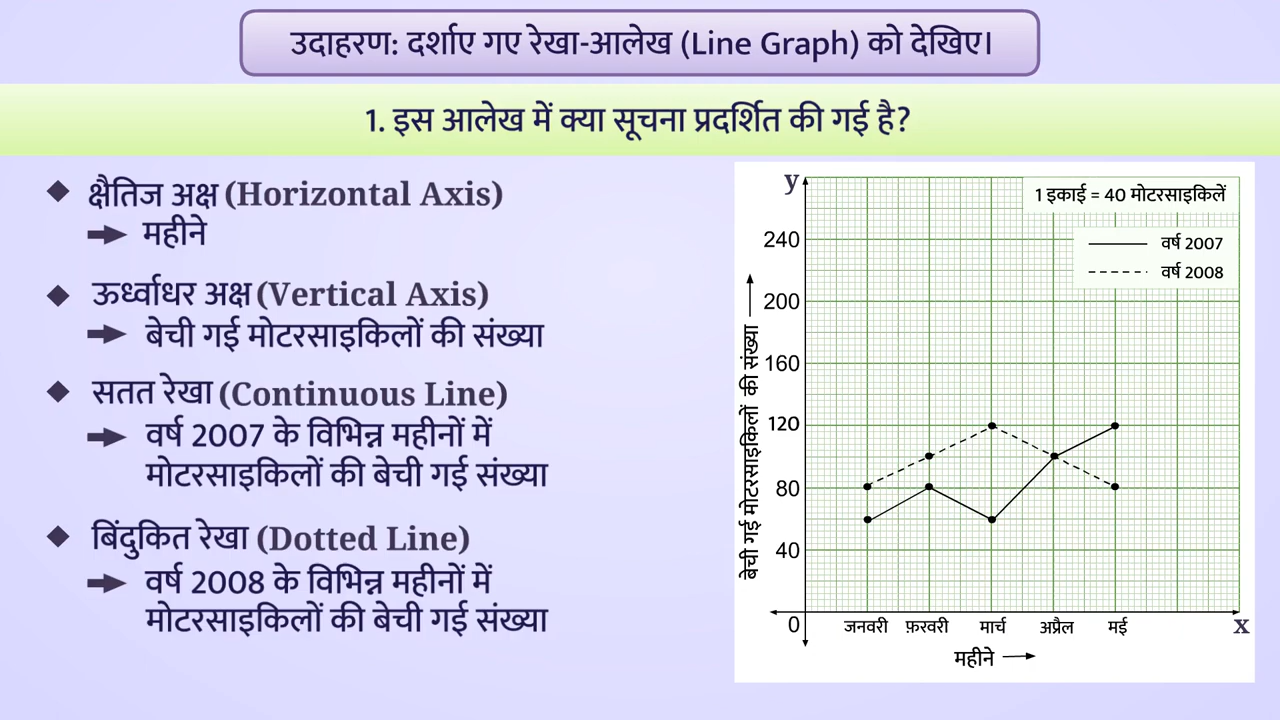 उदाहरण: दर्शाए गए रेखा-आलेख (Line Graph) को देखिए।
1. इस आलेख में क्या सूचना प्रदर्शित की गई है?
क्षैतिज अक्ष (Horizontal Axis)
महीने
ऊर्ध्वाधर अक्ष (Vertical Axis)
बेची गई मोटरसाइकिलों की संख्या
सतत रेखा (Continuous Line)
वर्ष 2007 के विभिन्न महीनों में
मोटरसाइकिलों की बेची गई संख्या
बिंदुकित रेखा (Dotted Line)
वर्ष 2008 के विभिन्न महीनों में
मोटरसाइकिलों की बेची गई संख्या
y
1 इकाई = 40 मोटरसाइकिलें
वर्ष 2007
वर्ष 2008
240
200
160
120
80
40
0
बेची गई मोटरसाइकिलों की संख्या
जनवरी फ़रवरी मार्च अप्रैल मई
x
महीने